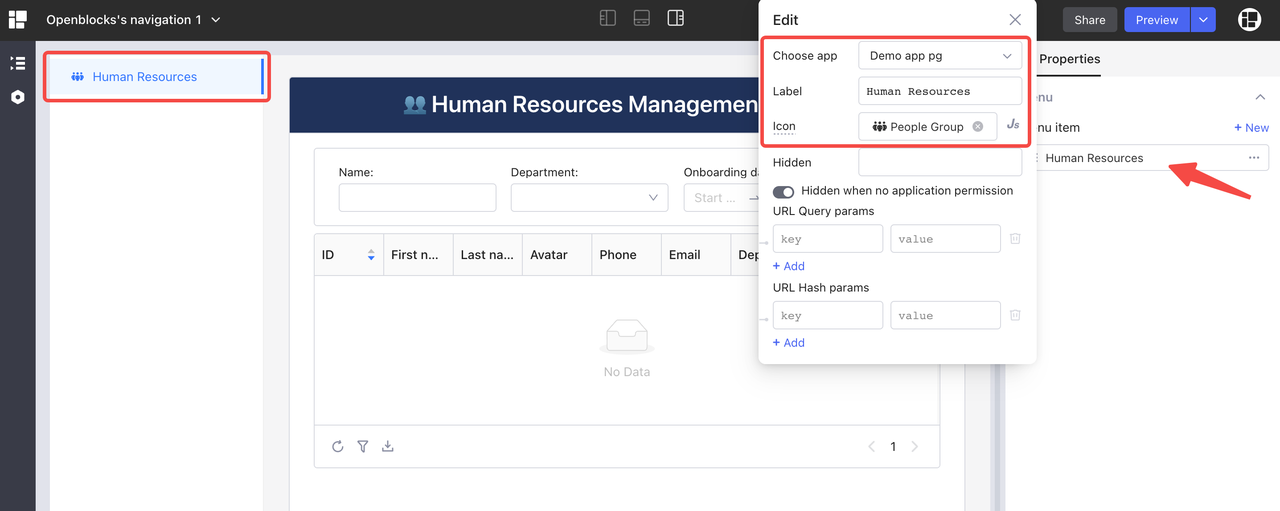 Openblocks's navigation 1
Share
Preview
Human Resources
Human Resources Managemen
Name:
Department:
Onboarding da
Start ...
ID
First n...
Last na...
Avatar
Phone
Email
Dep
No Data
1
Edit
Choose app
Demo app pg
Label
Human Resources
Icon
People Group
Js
Hidden
Hidden when no application permission
URL Query params
key
value
+ Add
URL Hash params
key
value
+ Add
Properties
nu
nu item
+ New
Human Resources